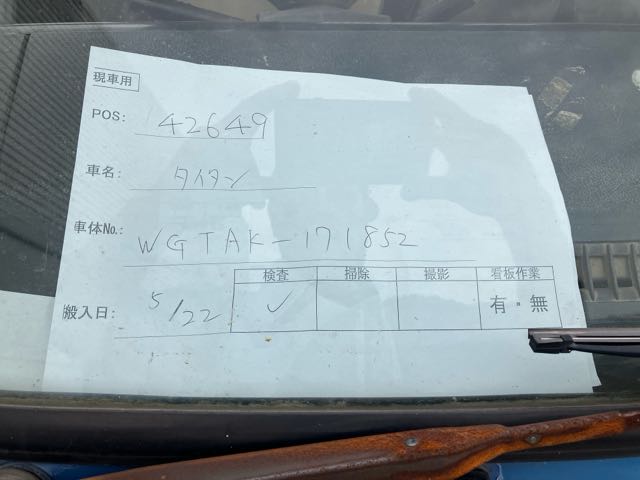 現車用
POS: 42649
車名: タイタン
車体No.: WGTAK-171852
検査 掃除 撮影 看板作業
搬入日: 5/22 ✓ 有・無